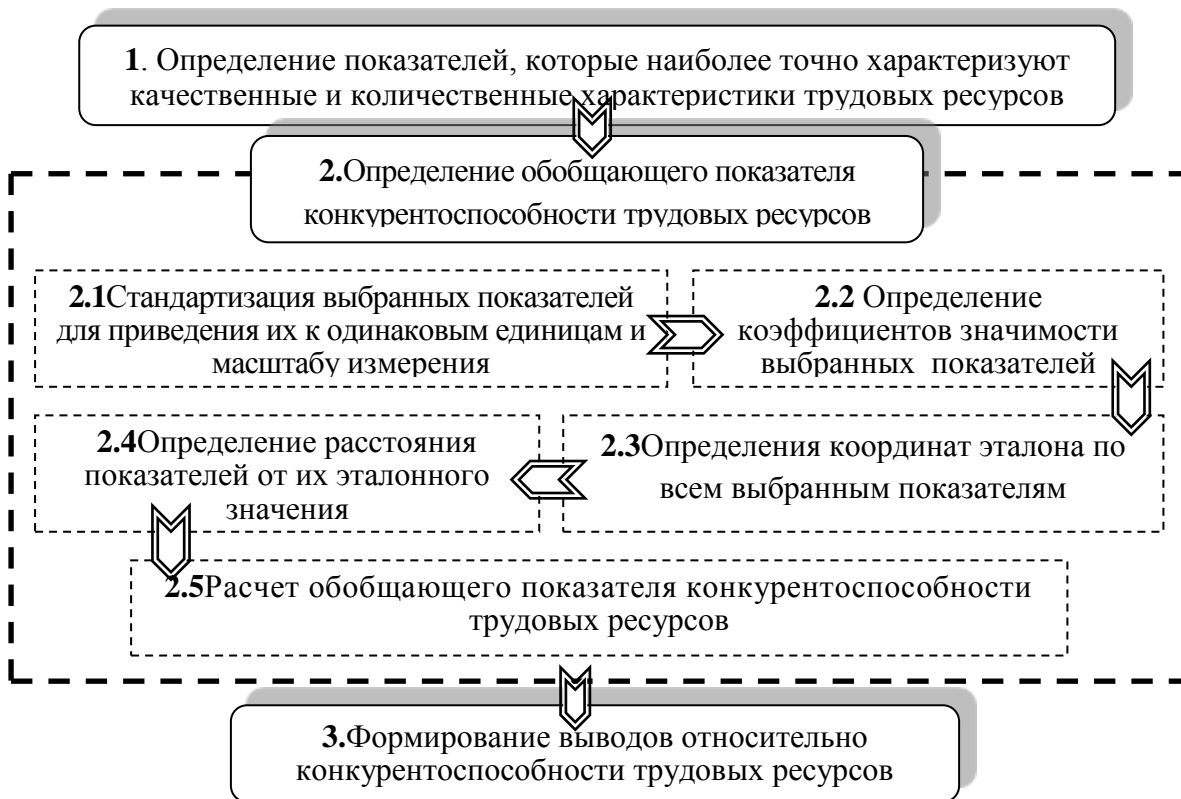 1. Определение показателей, которые наиболее точно характеризуют
качественные и количественные характеристики трудовых ресурсов
2.Определение обобщающего показателя
конкурентоспособности трудовых ресурсов
2.1Стандартизация выбранных показателей
для приведения их к одинаковым единицам и
масштабу измерения
2.2 Определение
коэффициентов значимости
выбранных показателей
2.3Определения координат эталона по
всем выбранным показателям
2.4Определение расстояния
показателей от их эталонного
значения
2.5Расчет обобщающего показателя конкурентоспособности
трудовых ресурсов
3.Формирование выводов относительно
конкурентоспособности трудовых ресурсов